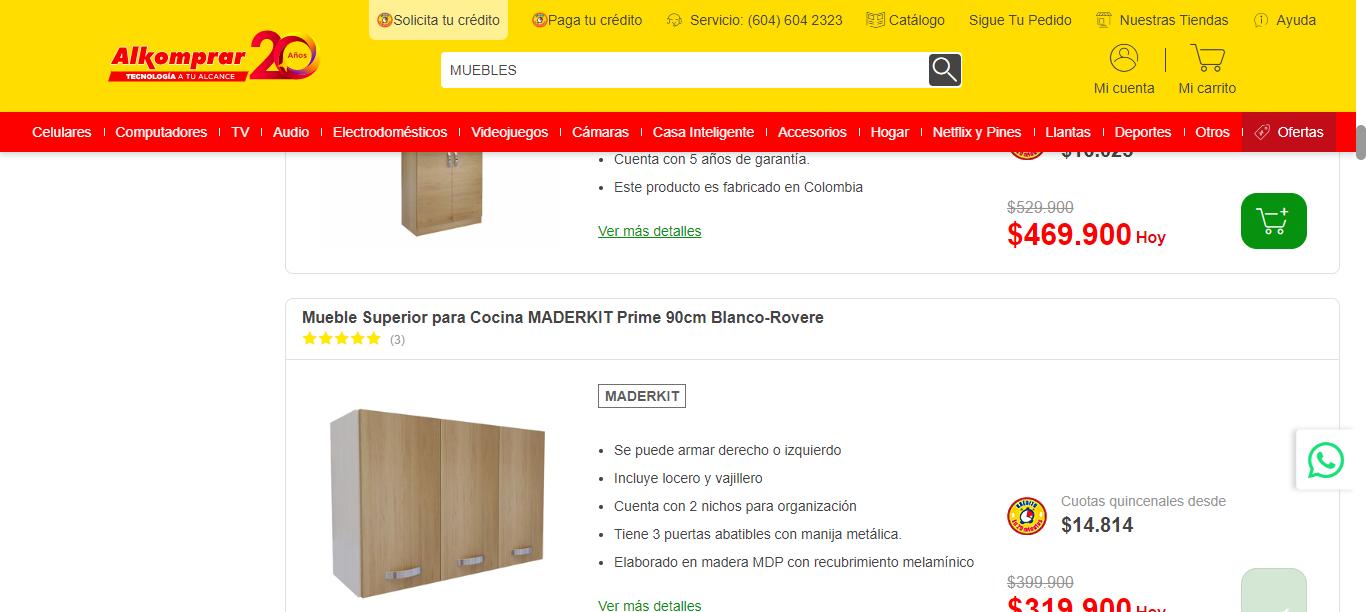 Solicita tu crédito
Paga tu crédito
Servicio: (604) 604 2323
Catálogo
Sigue Tu Pedido
Nuestras Tiendas
Ayuda
Alkomprar 20 Años
TECNOLOGÍA A TU ALCANCE
MUEBLES
Mi cuenta
Mi carrito
Celulares
Computadores
TV
Audio
Electrodomésticos
Videojuegos
Cámaras
Casa Inteligente
Accesorios
Hogar
Netflix y Pines
Llantas
Deportes
Otros
Ofertas
Cuenta con 5 años de garantía.
Este producto es fabricado en Colombia
Ver más detalles
$529.900
$469.900 Hoy
Mueble Superior para Cocina MADERKIT Prime 90cm Blanco-Rovere
(3)
MADERKIT
Se puede armar derecho o izquierdo
Incluye locero y vajillero
Cuenta con 2 nichos para organización
Tiene 3 puertas abatibles con manija metálica.
Elaborado en madera MDP con recubrimiento melamínico
Ver más detalles
Cuotas quincenales desde
$14.814
$399.900
$319.900 Hoy